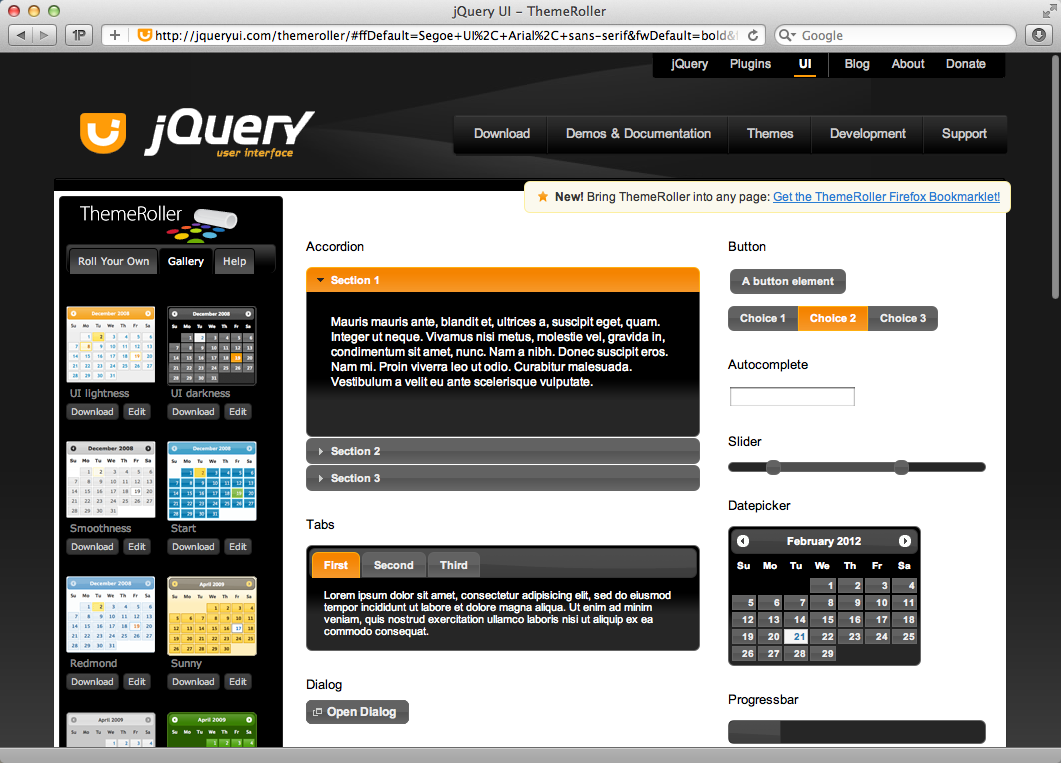 jQuery UI – ThemeRoller
1P
http://jqueryui.com/themeroller/#ffDefault=Segoe+UI%2C+Arial%2C+sans-serif&fwDefault=bold&
Google
jQuery Plugins UI Blog About Donate
jQuery
user interface
Download Demos & Documentation Themes Development Support
New! Bring ThemeRoller into any page: Get the ThemeRoller Firefox Bookmarklet!
ThemeRoller
Roll Your Own Gallery Help
December 2008 December 2008
UI lightness UI darkness
Download Edit Download Edit
December 2008 December 2008
Smoothness Start
Download Edit Download Edit
December 2008 April 2009
Redmond Sunny
Download Edit Download Edit
April 2009 April 2009
Accordion
Section 1
Mauris mauris ante, blandit et, ultrices a, suscipit eget, quam.
Integer ut neque. Vivamus nisi metus, molestie vel, gravida in,
condimentum sit amet, nunc. Nam a nibh. Donec suscipit eros.
Nam mi. Proin viverra leo ut odio. Curabitur malesuada.
Vestibulum a velit eu ante scelerisque vulputate.
Section 2
Section 3
Tabs
First Second Third
Lorem ipsum dolor sit amet, consectetur adipisicing elit, sed do eiusmod
tempor incididunt ut labore et dolore magna aliqua. Ut enim ad minim
veniam, quis nostrud exercitation ullamco laboris nisi ut aliquip ex ea
commodo consequat.
Dialog
Open Dialog
Button
A button element
Choice 1 Choice 2 Choice 3
Autocomplete
Slider
Datepicker
February 2012
Su Mo Tu We Th Fr Sa
1 2 3 4
5 6 7 8 9 10 11
12 13 14 15 16 17 18
19 20 21 22 23 24 25
26 27 28 29
Progressbar